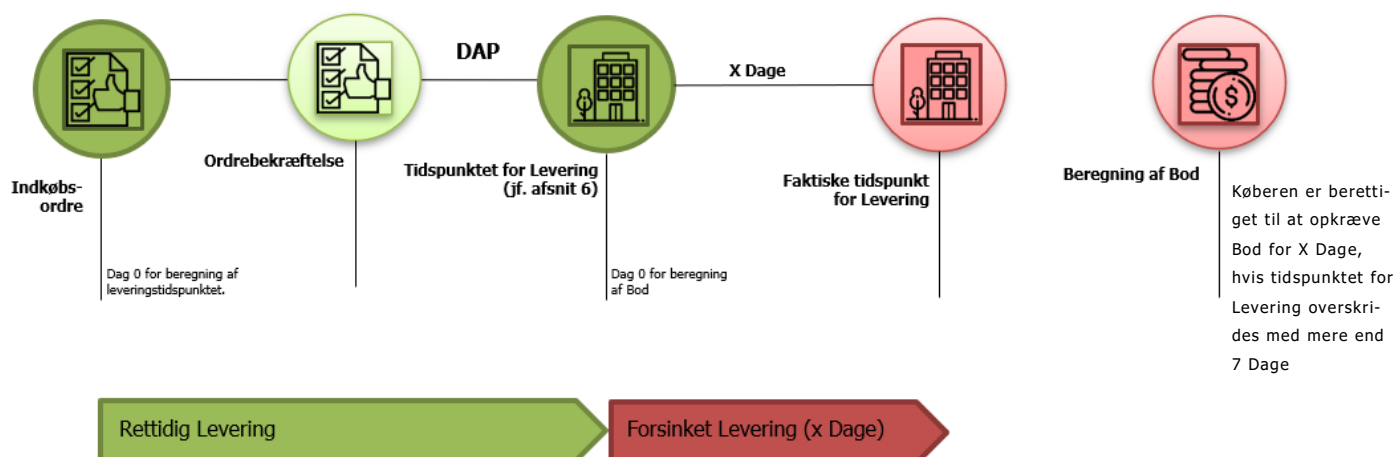 Indkøbs-
ordre
Dag 0 for beregning af
leveringstidspunktet.
Ordrebekræftelse
DAP
Tidspunktet for Levering
(jf. afsnit 6)
Dag 0 for beregning
af Bod
X Dage
Faktiske tidspunkt
for Levering
$
Beregning af Bod
Køberen er beretti-
get til at opkræve
Bod for X Dage,
hvis tidspunktet for
Levering overskri-
des med mere end
7 Dage
Rettidig Levering
Forsinket Levering (x Dage)